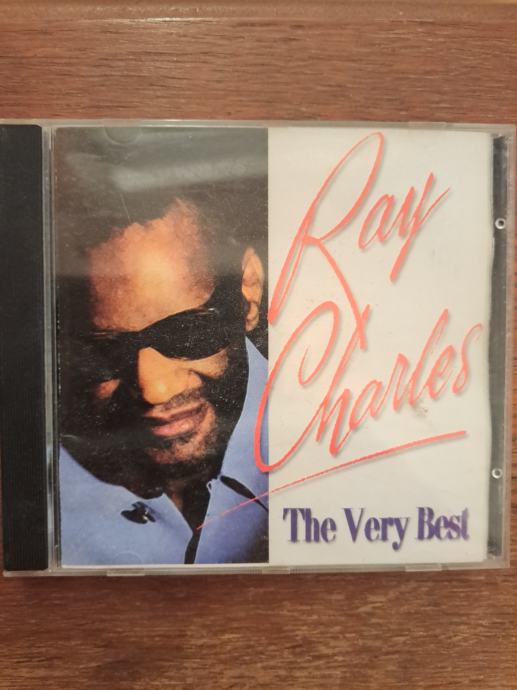 Ray
Charles
The Very Best